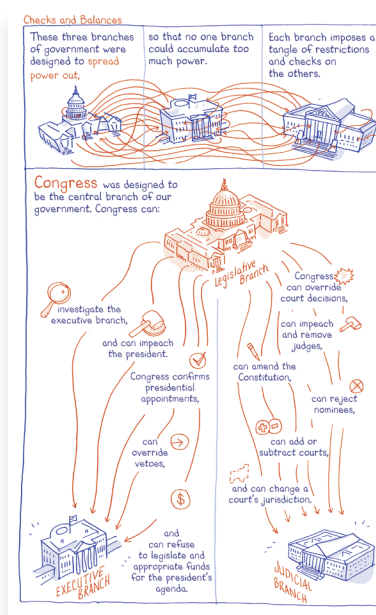 Checks and Balances
These three branches
of government were
designed to spread
power out,
so that no one branch
could accumulate too
much power.
Each branch imposes a
tangle of restrictions
and checks on
the others.
Congress was designed to
be the central branch of our
government. Congress can:
Legislative
Branch
investigate the
executive branch,
and can impeach
the president.
Congress confirms
presidential
appointments,
can
override
vetoes,
$
and
can refuse
to legislate and
appropriate funds
for the president's
agenda.
EXECUTIVE
BRANCH
Congress
can override
court decisions,
can impeach
and remove
judges,
can amend the
Constitution,
can reject
nominees,
can add or
subtract courts,
and can change a
court's jurisdiction.
JUDICIAL
BRANCH